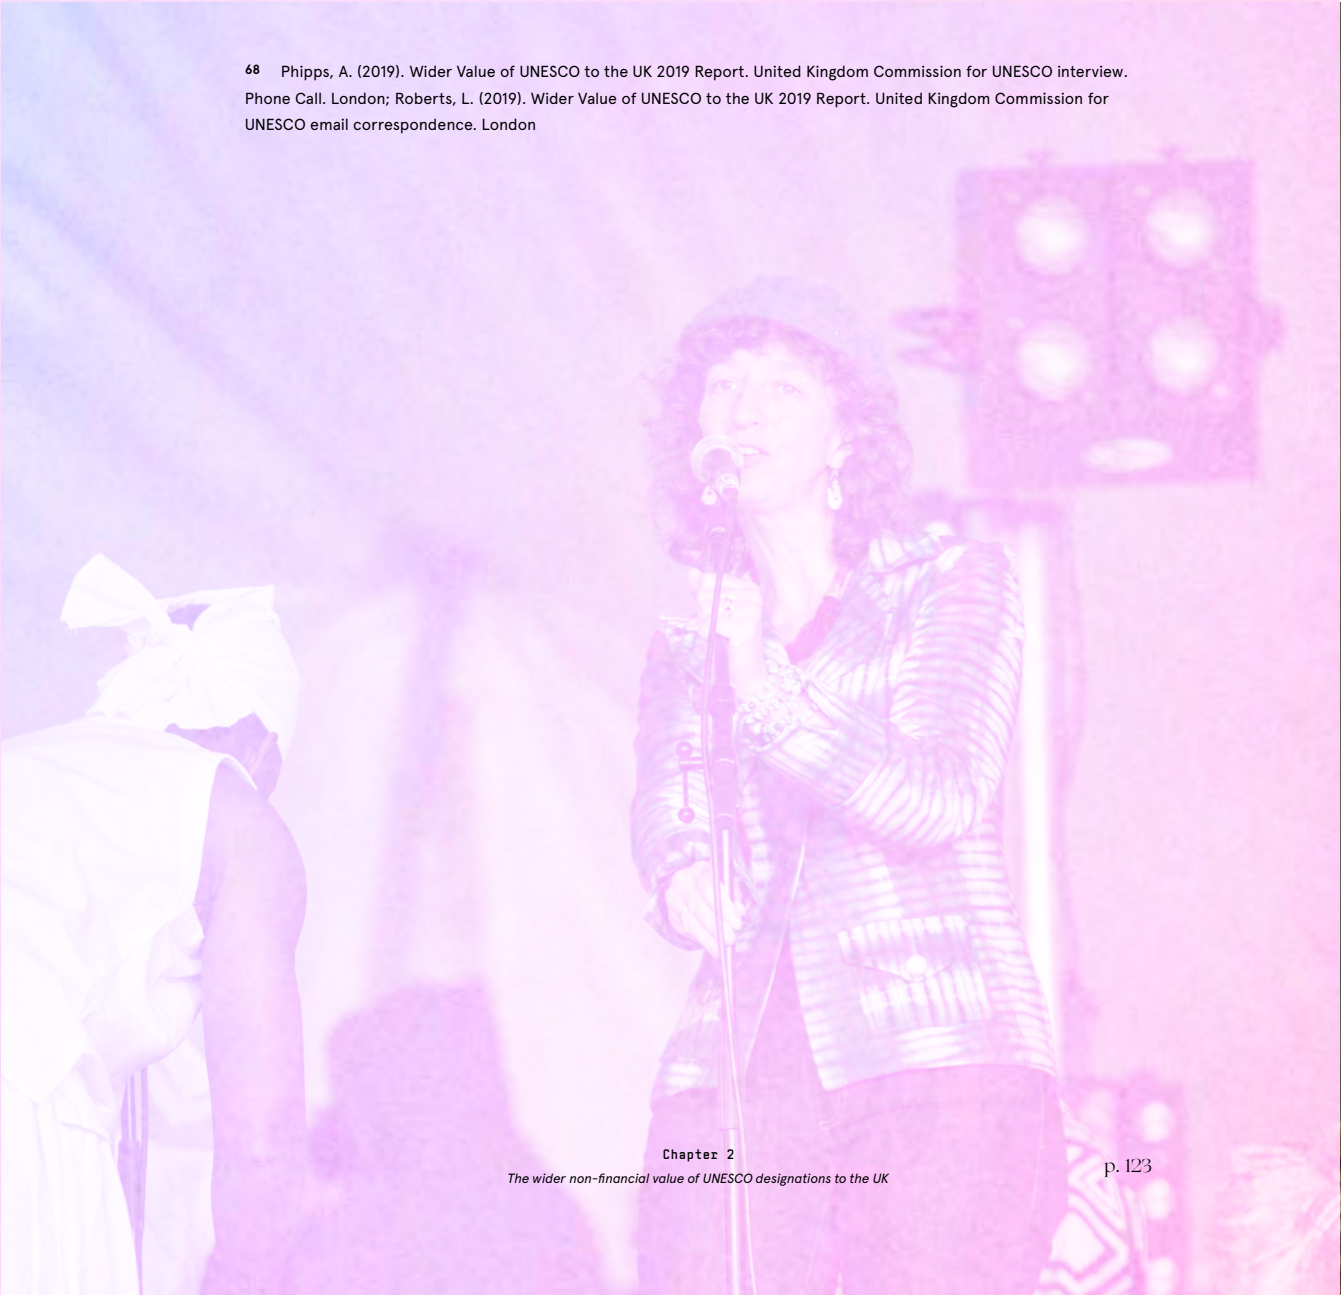 68 Phipps, A. (2019). Wider Value of UNESCO to the UK 2019 Report. United Kingdom Commission for UNESCO interview.
Phone Call. London; Roberts, L. (2019). Wider Value of UNESCO to the UK 2019 Report. United Kingdom Commission for
UNESCO email correspondence. London
Chapter 2
The wider non-financial value of UNESCO designations to the UK
p. 123